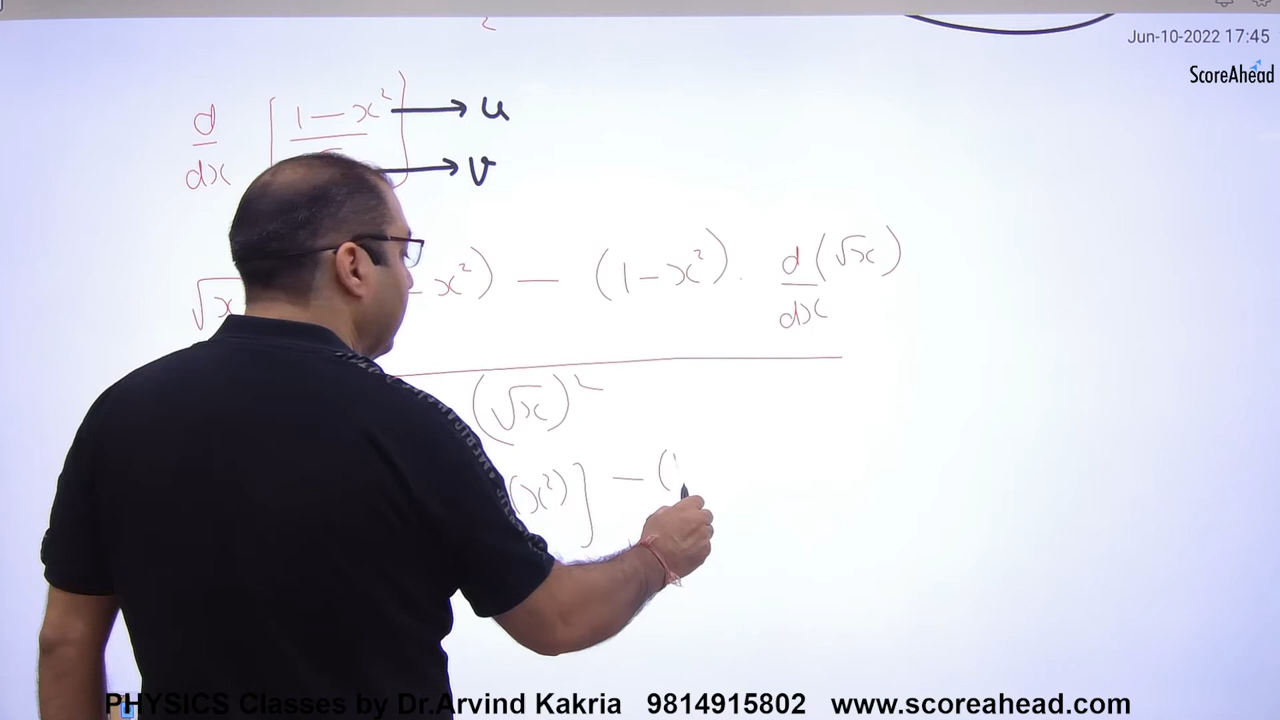 2
Jun-10-2022 17:45
ScoreAhead
d/dx [ 1 - x²
→ u
→ v
√x x²) - (1 - x²) . d/dx (√x)
(√x)²
(x²)] - (
PHYSICS Classes by Dr.Arvind Kakria 9814915802 www.scoreahead.com